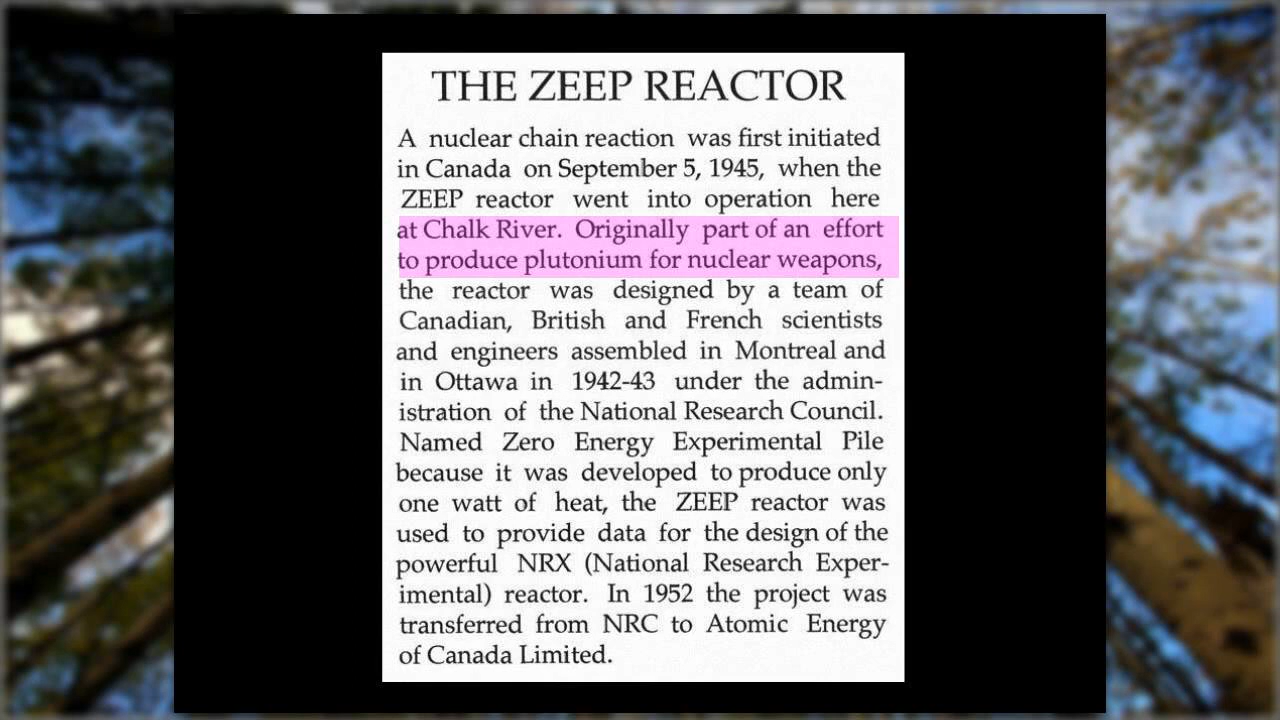 THE ZEEP REACTOR
A nuclear chain reaction was first initiated
in Canada on September 5, 1945, when the
ZEEP reactor went into operation here
at Chalk River. Originally part of an effort
to produce plutonium for nuclear weapons,
the reactor was designed by a team of
Canadian, British and French scientists
and engineers assembled in Montreal and
in Ottawa in 1942-43 under the admin-
istration of the National Research Council.
Named Zero Energy Experimental Pile
because it was developed to produce only
one watt of heat, the ZEEP reactor was
used to provide data for the design of the
powerful NRX (National Research Exper-
imental) reactor. In 1952 the project was
transferred from NRC to Atomic Energy
of Canada Limited.